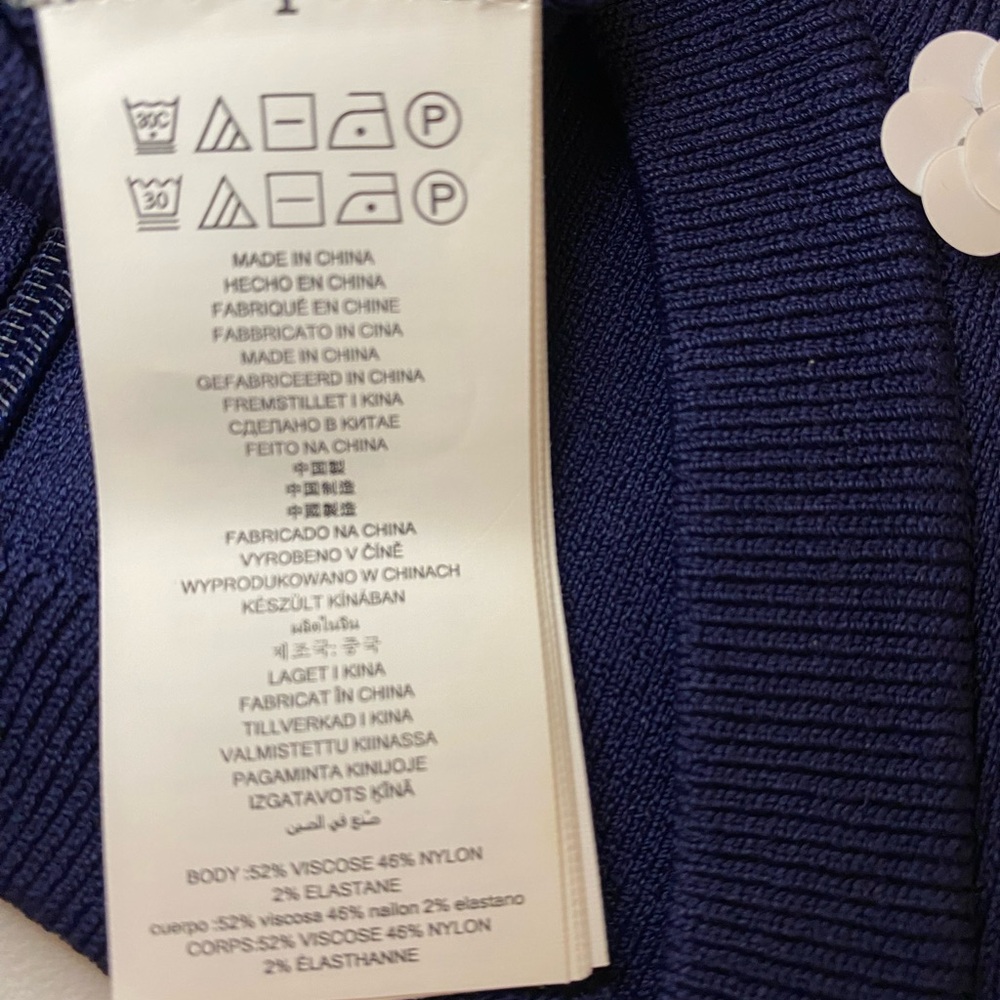 30C P
30 P
MADE IN CHINA
HECHO EN CHINA
FABRIQUÉ EN CHINE
FABBRICATO IN CINA
MADE IN CHINA
GEFABRICEERD IN CHINA
FREMSTILLET I KINA
СДЕЛАНО В КИТАЕ
FEITO NA CHINA
中国製
中国制造
中國製造
FABRICADO NA CHINA
VYROBENO V ČÍNĚ
WYPRODUKOWANO W CHINACH
KÉSZÜLT KÍNÁBAN
ผลิตในจีน
제조국: 중국
LAGET I KINA
FABRICAT ÎN CHINA
TILLVERKAD I KINA
VALMISTETTU KIINASSA
PAGAMINTA KINIJOJE
IZGATAVOTS ĶĪNĀ
صنع في الصين
BODY :52% VISCOSE 46% NYLON
2% ELASTANE
cuerpo :52% viscosa 46% nailon 2% elastano
CORPS:52% VISCOSE 46% NYLON
2% ÉLASTHANNE